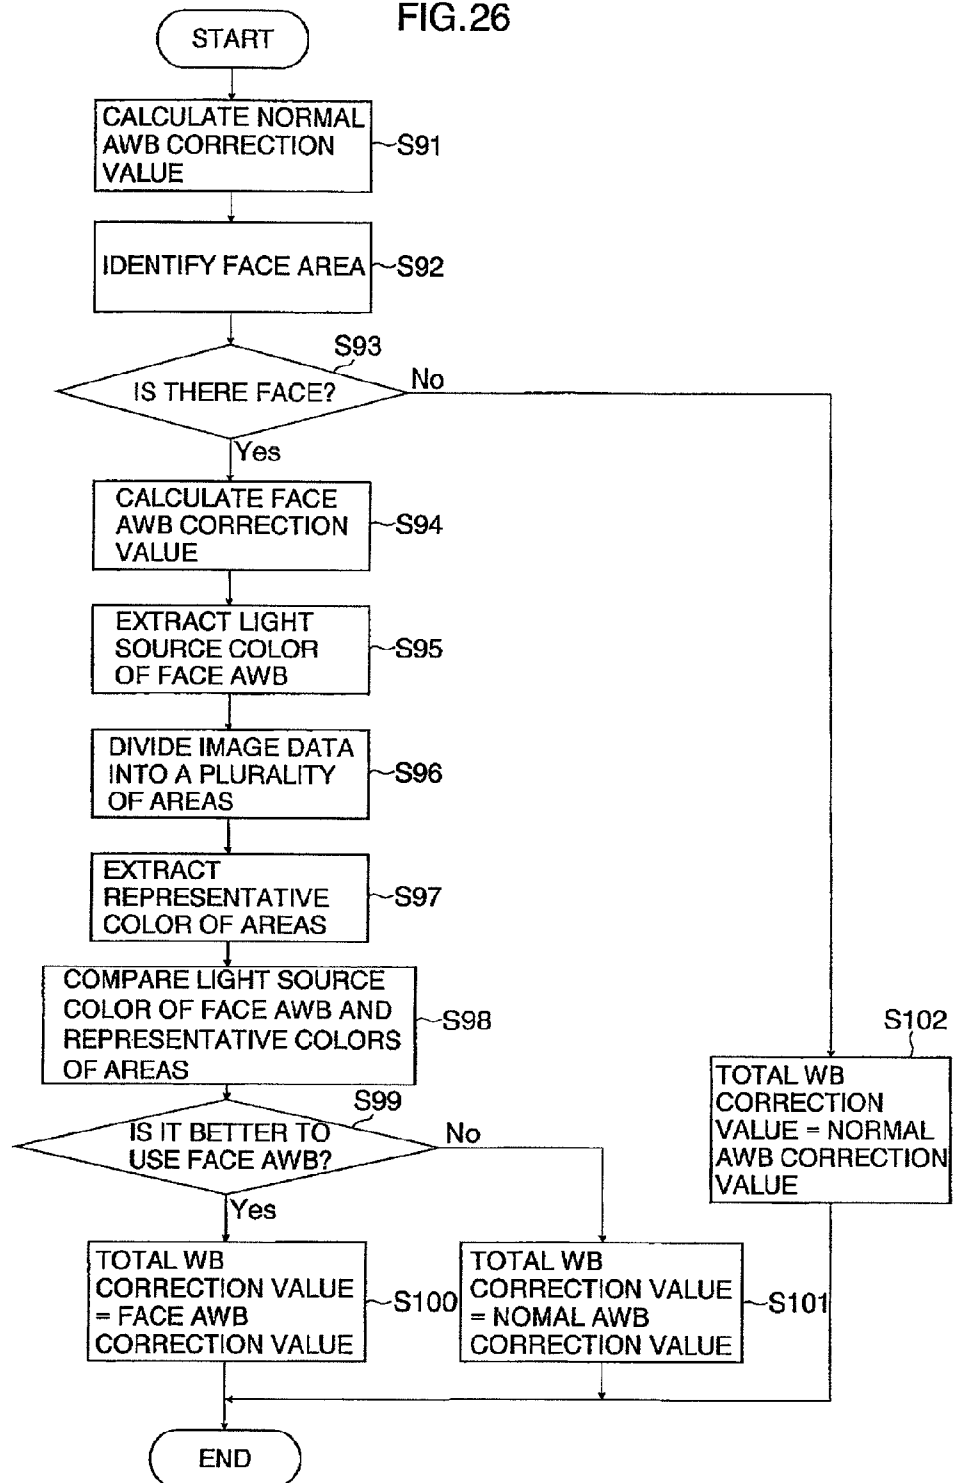 FIG.26
START
CALCULATE NORMAL
AWB CORRECTION
VALUE
S91
IDENTIFY FACE AREA
S92
S93
IS THERE FACE?
No
Yes
CALCULATE FACE
AWB CORRECTION
VALUE
S94
EXTRACT LIGHT
SOURCE COLOR
OF FACE AWB
S95
DIVIDE IMAGE DATA
INTO A PLURALITY
OF AREAS
S96
EXTRACT
REPRESENTATIVE
COLOR OF AREAS
S97
COMPARE LIGHT SOURCE
COLOR OF FACE AWB AND
REPRESENTATIVE COLORS
OF AREAS
S98
S99
IS IT BETTER TO
USE FACE AWB?
No
Yes
TOTAL WB
CORRECTION VALUE
= FACE AWB
CORRECTION VALUE
S100
TOTAL WB
CORRECTION VALUE
= NOMAL AWB
CORRECTION VALUE
S101
S102
TOTAL WB
CORRECTION
VALUE = NORMAL
AWB CORRECTION
VALUE
END